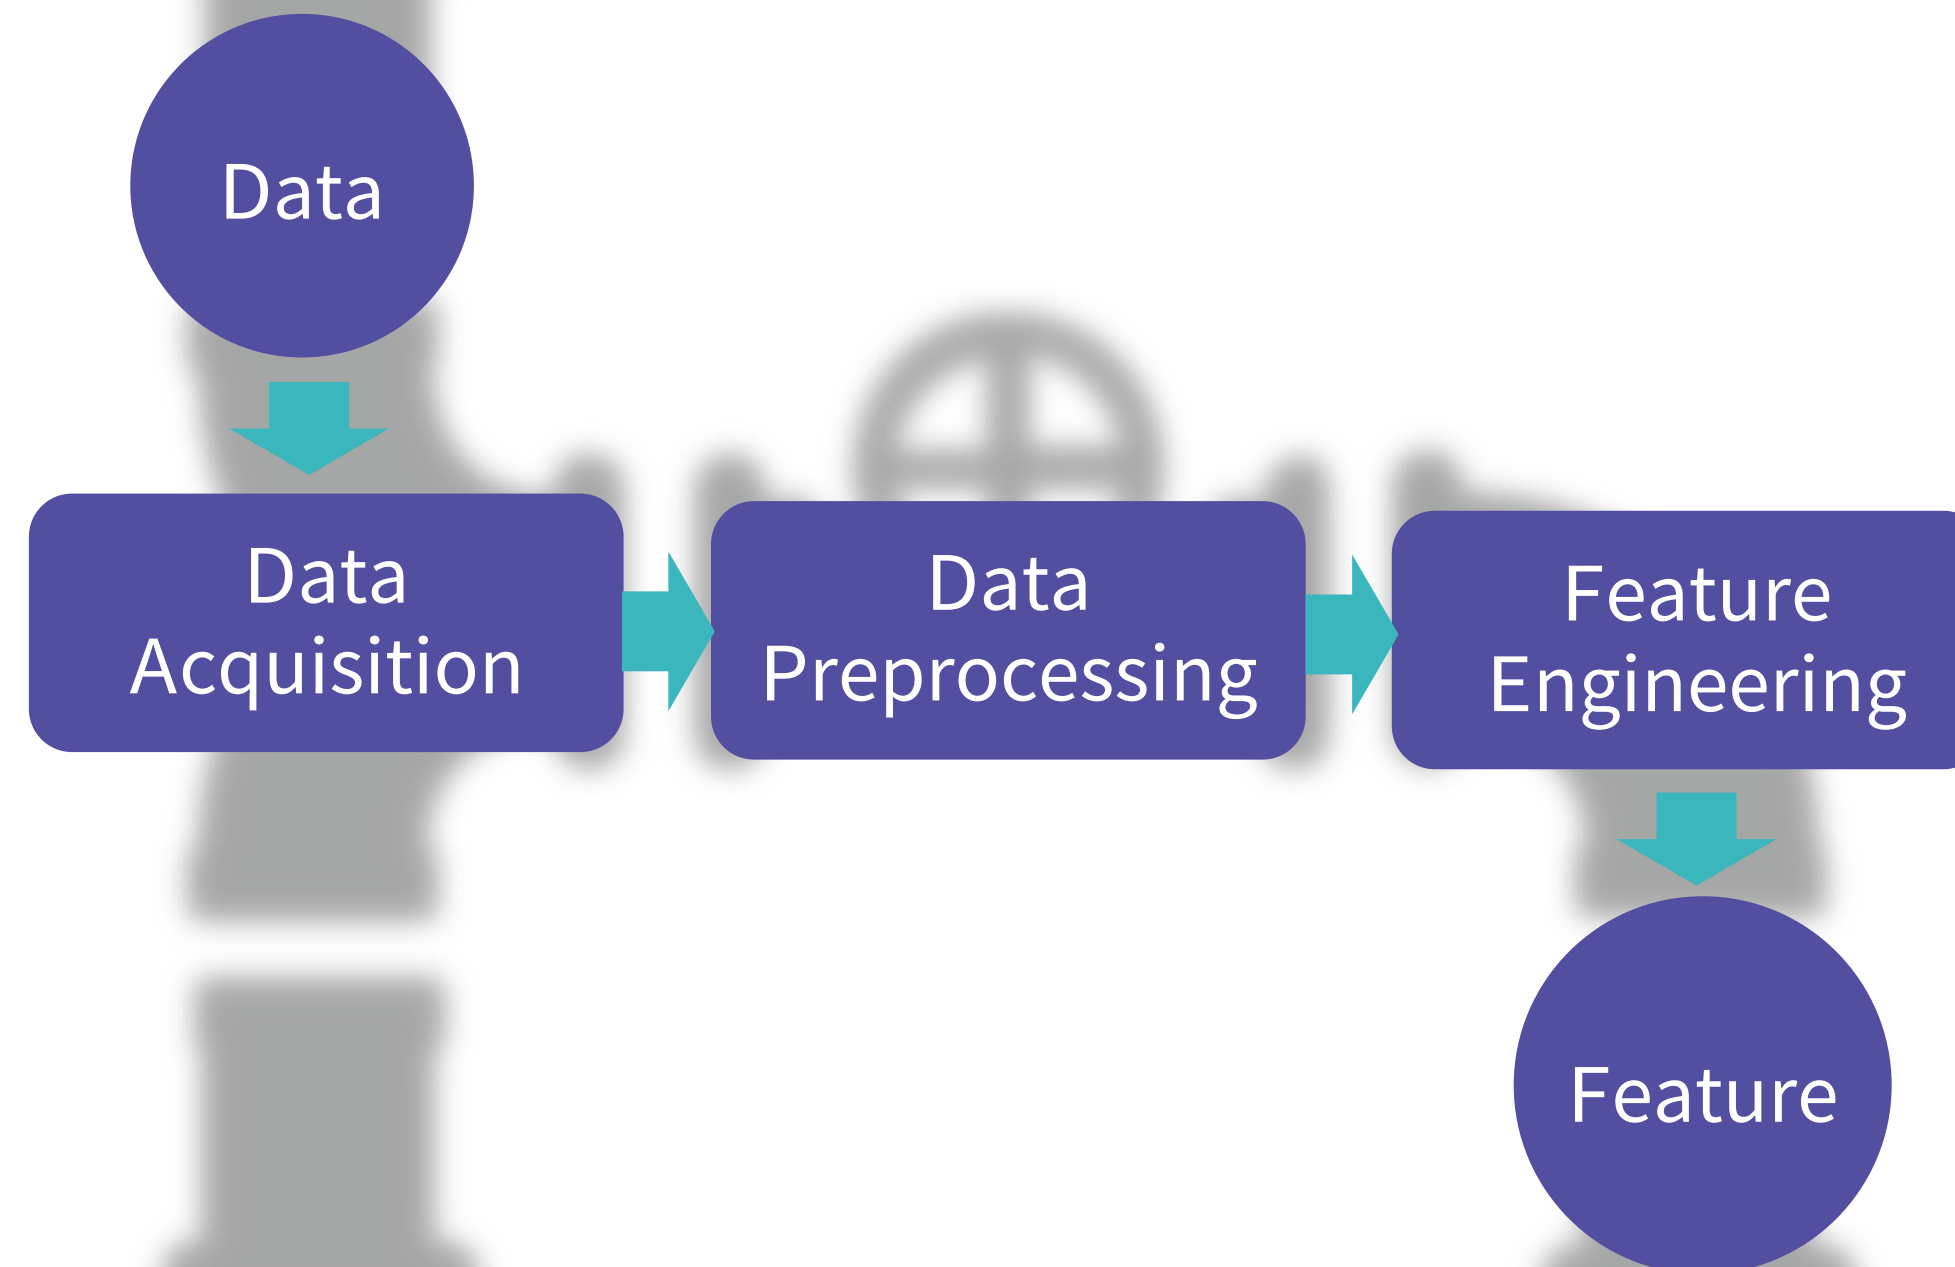 Data
Data
Acquisition
Data
Preprocessing
Feature
Engineering
Feature